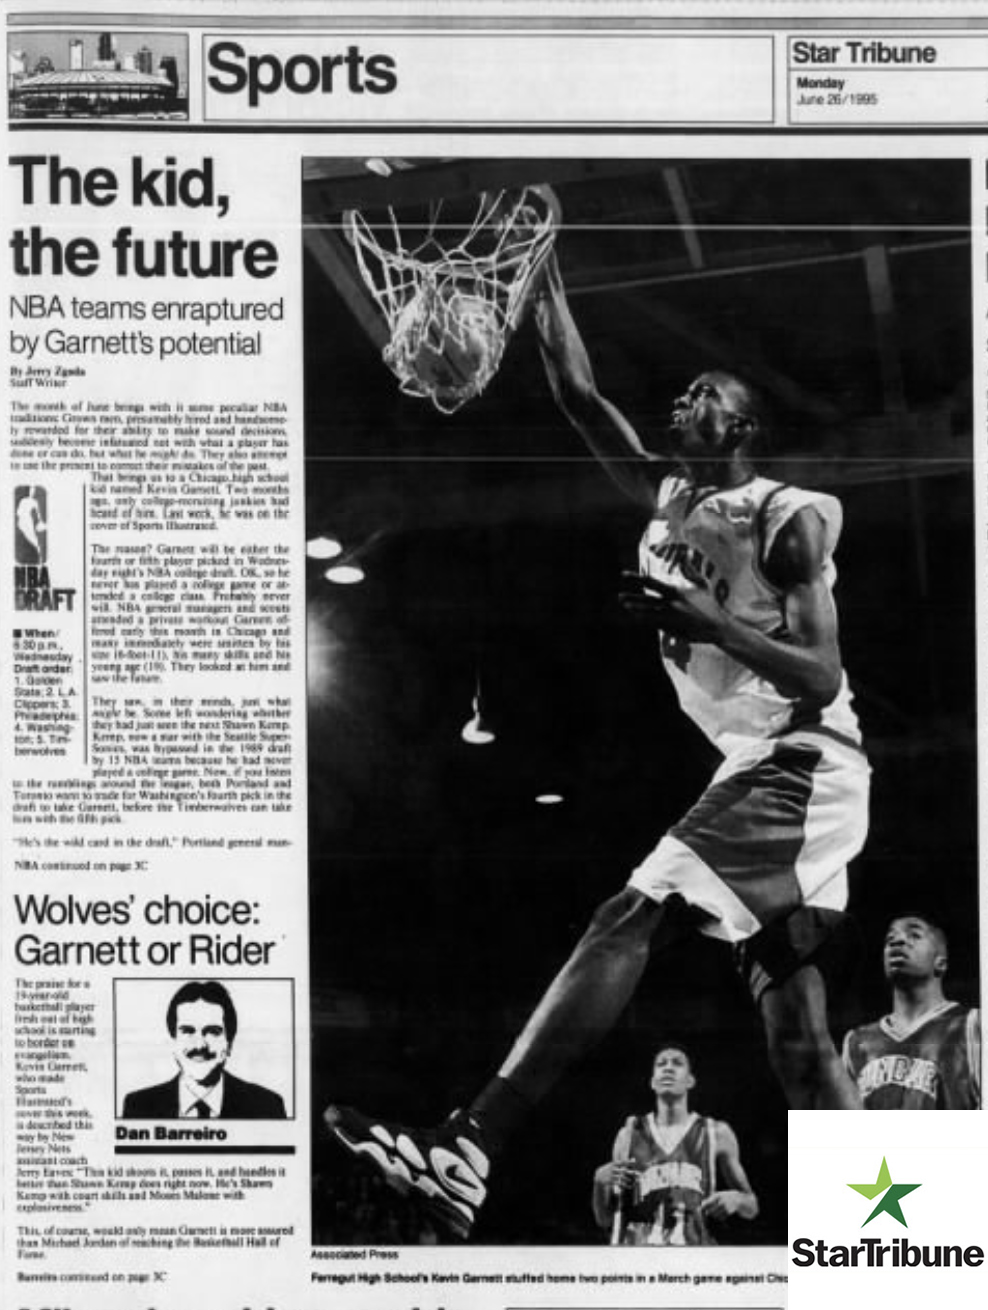 Sports
Star Tribune
Monday
June 26/1995
The kid,
the future
NBA teams enraptured
by Garnett's potential
By Jerry Zgoda
Staff Writer
The month of June brings with it some peculiar NBA
traditions: Grown men, presumably hired and handsome-
ly rewarded for their ability to make sound decisions,
suddenly become infatuated not with what a player has
done or can do, but what he might do. They also attempt
to use the present to correct their mistakes of the past.
That brings us to a Chicago high school
kid named Kevin Garnett. Two months
ago, only college-recruiting junkies had
heard of him. Last week, he was on the
cover of Sports Illustrated.
The reason? Garnett will be either the
fourth or fifth player picked in Wednes-
day night's NBA college draft. OK, so he
never has played a college game or at-
tended a college class. Probably never
will. NBA general managers and scouts
attended a private workout Garnett of-
fered early this month in Chicago and
many immediately were smitten by his
size (6-foot-11), his many skills and his
young age (19). They looked at him and
saw the future.
They saw, in their minds, just what
might be. Some left wondering whether
they had just seen the next Shawn Kemp.
Kemp, now a star with the Seattle Super-
Sonics, was bypassed in the 1989 draft
by 15 NBA teams because he had never
played a college game. Now, if you listen
to the rumblings around the league, both Portland and
Toronto want to trade for Washington's fourth pick in the
draft to take Garnett, before the Timberwolves can take
him with the fifth pick.
"He's the wild card in the draft," Portland general man-
NBA continued on page 3C
NBA
DRAFT
■ When/
6:30 p.m.,
Wednesday
Draft order:
1. Golden
State; 2. L.A.
Clippers; 3.
Philadelphia;
4. Washing-
ton; 5. Tim-
berwolves
Wolves' choice:
Garnett or Rider
The praise for a
19-year-old
basketball player
fresh out of high
school is starting
to border on
evangelism.
Kevin Garnett,
who made
Sports
Illustrated's
cover this week,
is described this
way by New
Jersey Nets
assistant coach
Jerry Eaves: "This kid shoots it, passes it, and handles it
better than Shawn Kemp does right now. He's Shawn
Kemp with court skills and Moses Malone with
explosiveness."
This, of course, would only mean Garnett is more assured
than Michael Jordan of reaching the Basketball Hall of
Fame.
Barreiro continued on page 3C
Dan Barreiro
Associated Press
Farragut High School's Kevin Garnett stuffed home two points in a March game against Chic
StarTribune